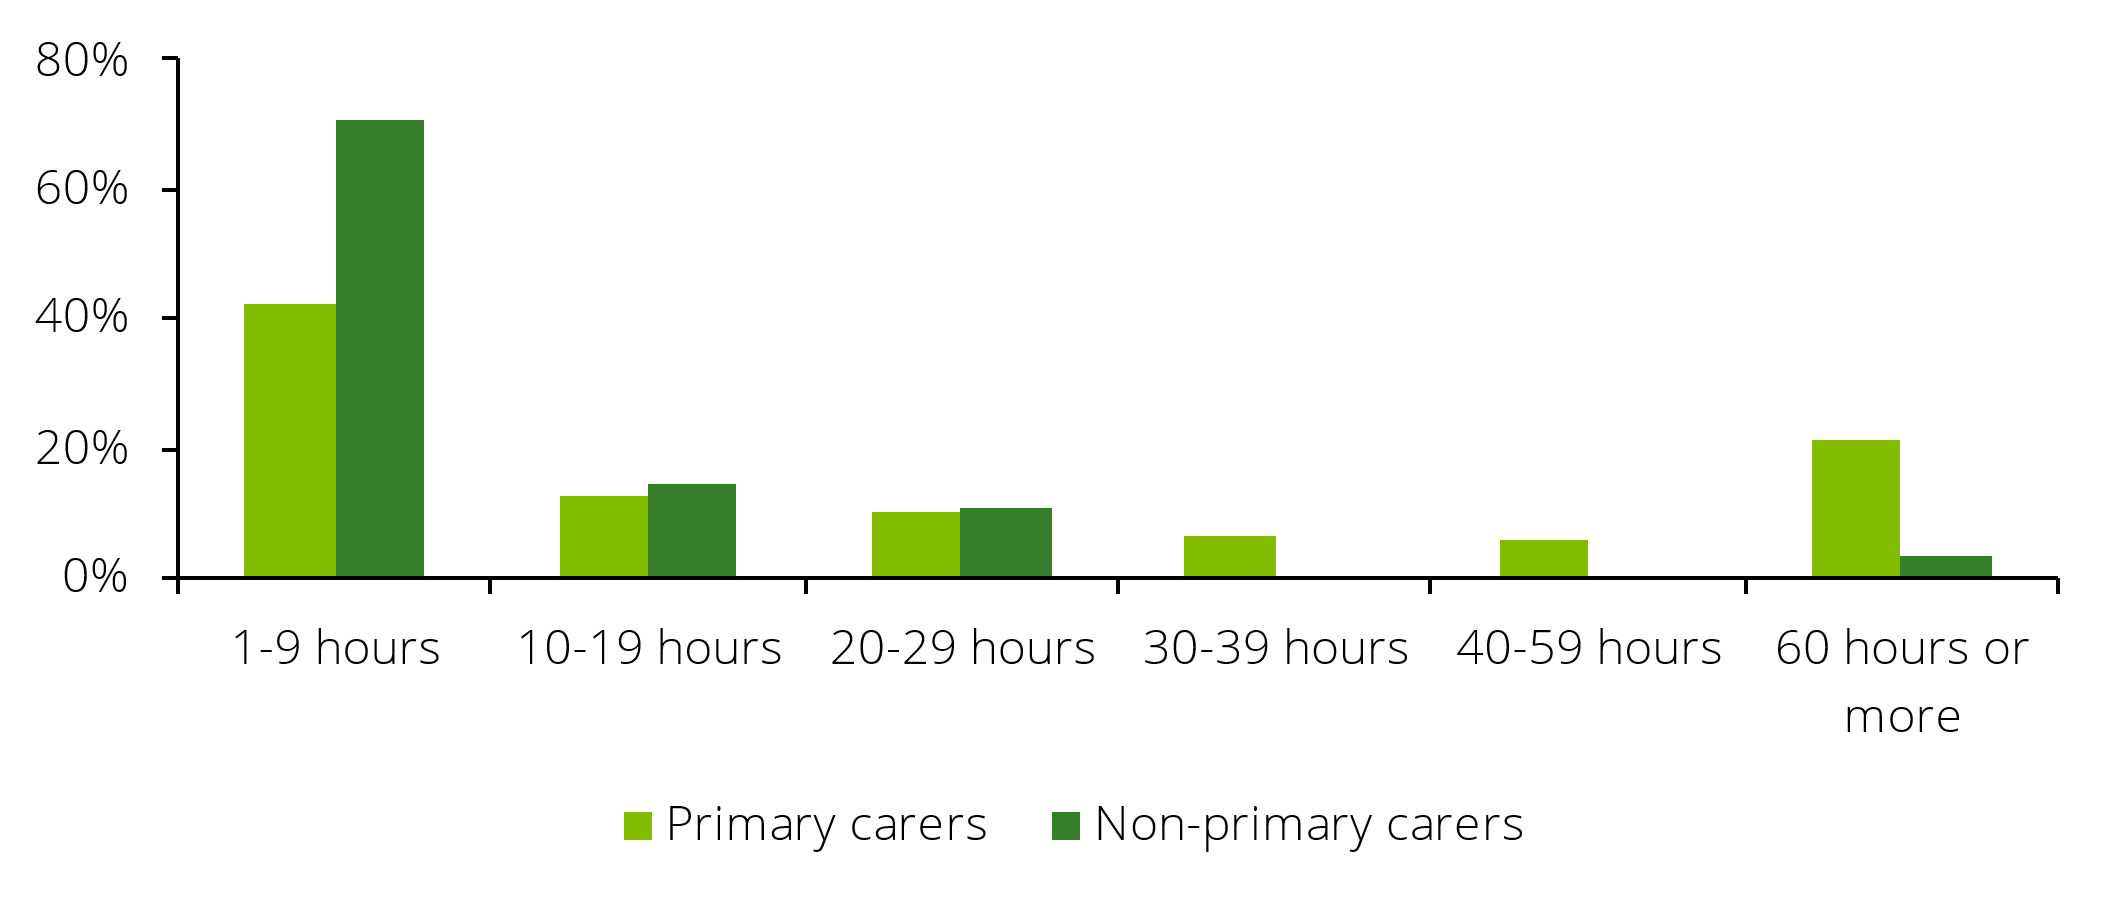 80%
60%
40%
20%
0%
1-9 hours
10-19 hours
20-29 hours
30-39 hours
40-59 hours
60 hours or
more
Primary carers
Non-primary carers